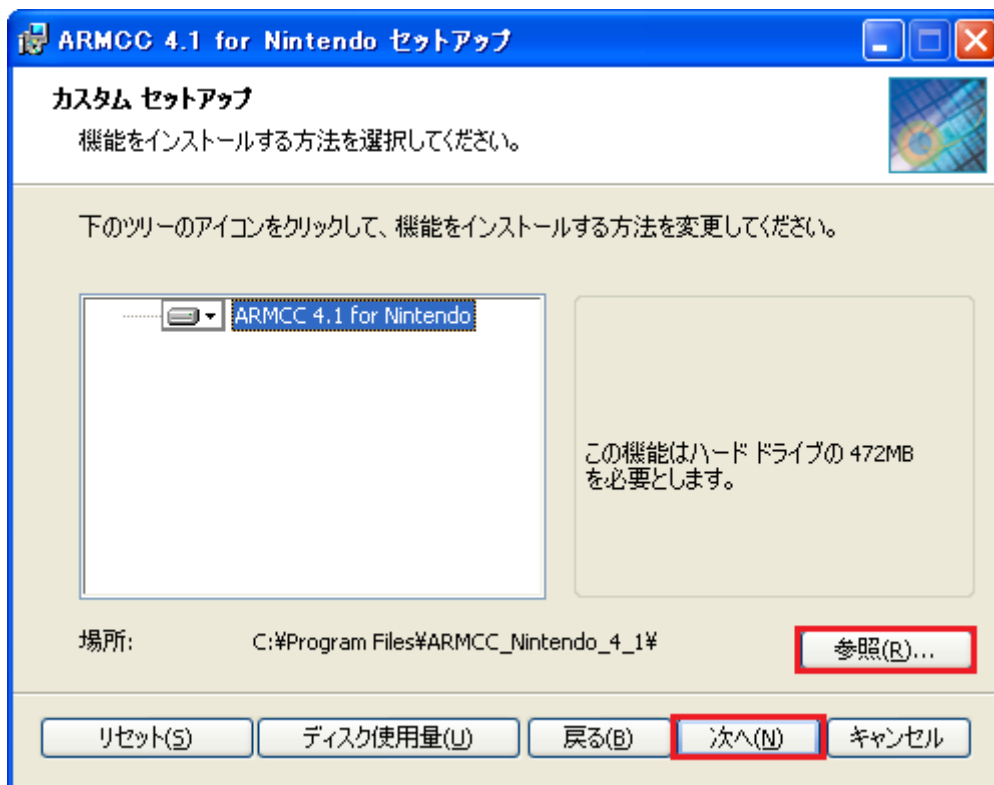 ARMCC 4.1 for Nintendo セットアップ
カスタム セットアップ
機能をインストールする方法を選択してください。
下のツリーのアイコンをクリックして、機能をインストールする方法を変更してください。
ARMCC 4.1 for Nintendo
この機能はハード ドライブの 472MB
を必要とします。
場所: C:¥Program Files¥ARMCC_Nintendo_4_1¥ 参照(R)...
リセット(S) ディスク使用量(U) 戻る(B) 次へ(N) キャンセル